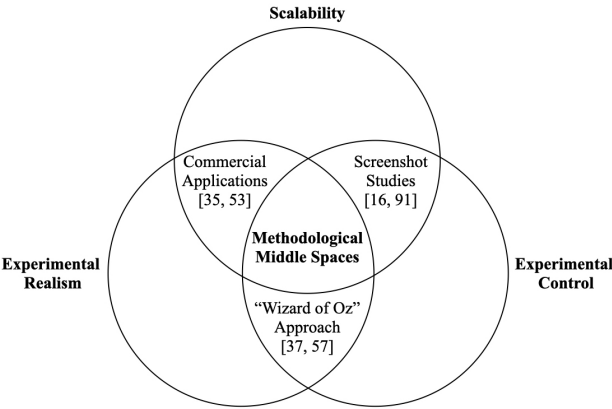 Scalability
Commercial
Applications
[35, 53]
Screenshot
Studies
[16, 91]
Methodological
Middle Spaces
Experimental
Realism
Experimental
Control
“Wizard of Oz”
Approach
[37, 57]